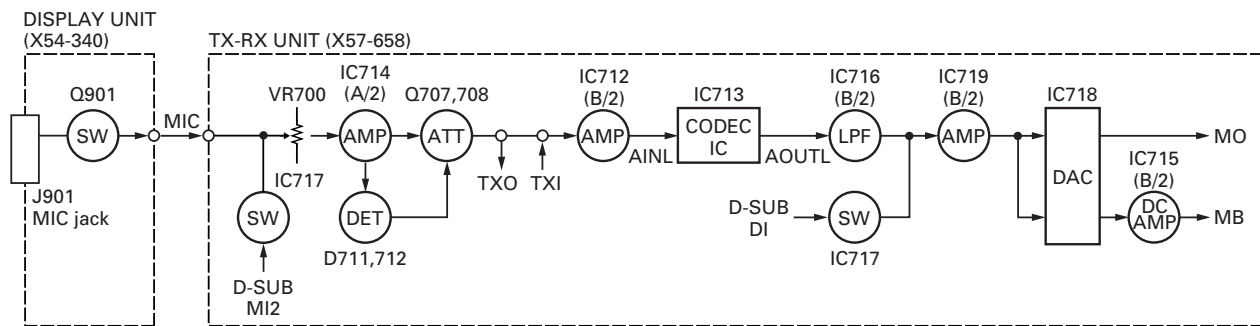 DISPLAY UNIT
(X54-340)
TX-RX UNIT (X57-658)
Q901
SW
J901
MIC jack
MIC
VR700
IC717
SW
D-SUB
MI2
IC714
(A/2)
AMP
DET
D711,712
Q707,708
ATT
TXO
TXI
IC712
(B/2)
AMP
AINL
IC713
CODEC
IC
AOUTL
IC716
(B/2)
LPF
D-SUB
DI
SW
IC717
IC719
(B/2)
AMP
IC718
DAC
MO
IC715
(B/2)
DC
AMP
MB